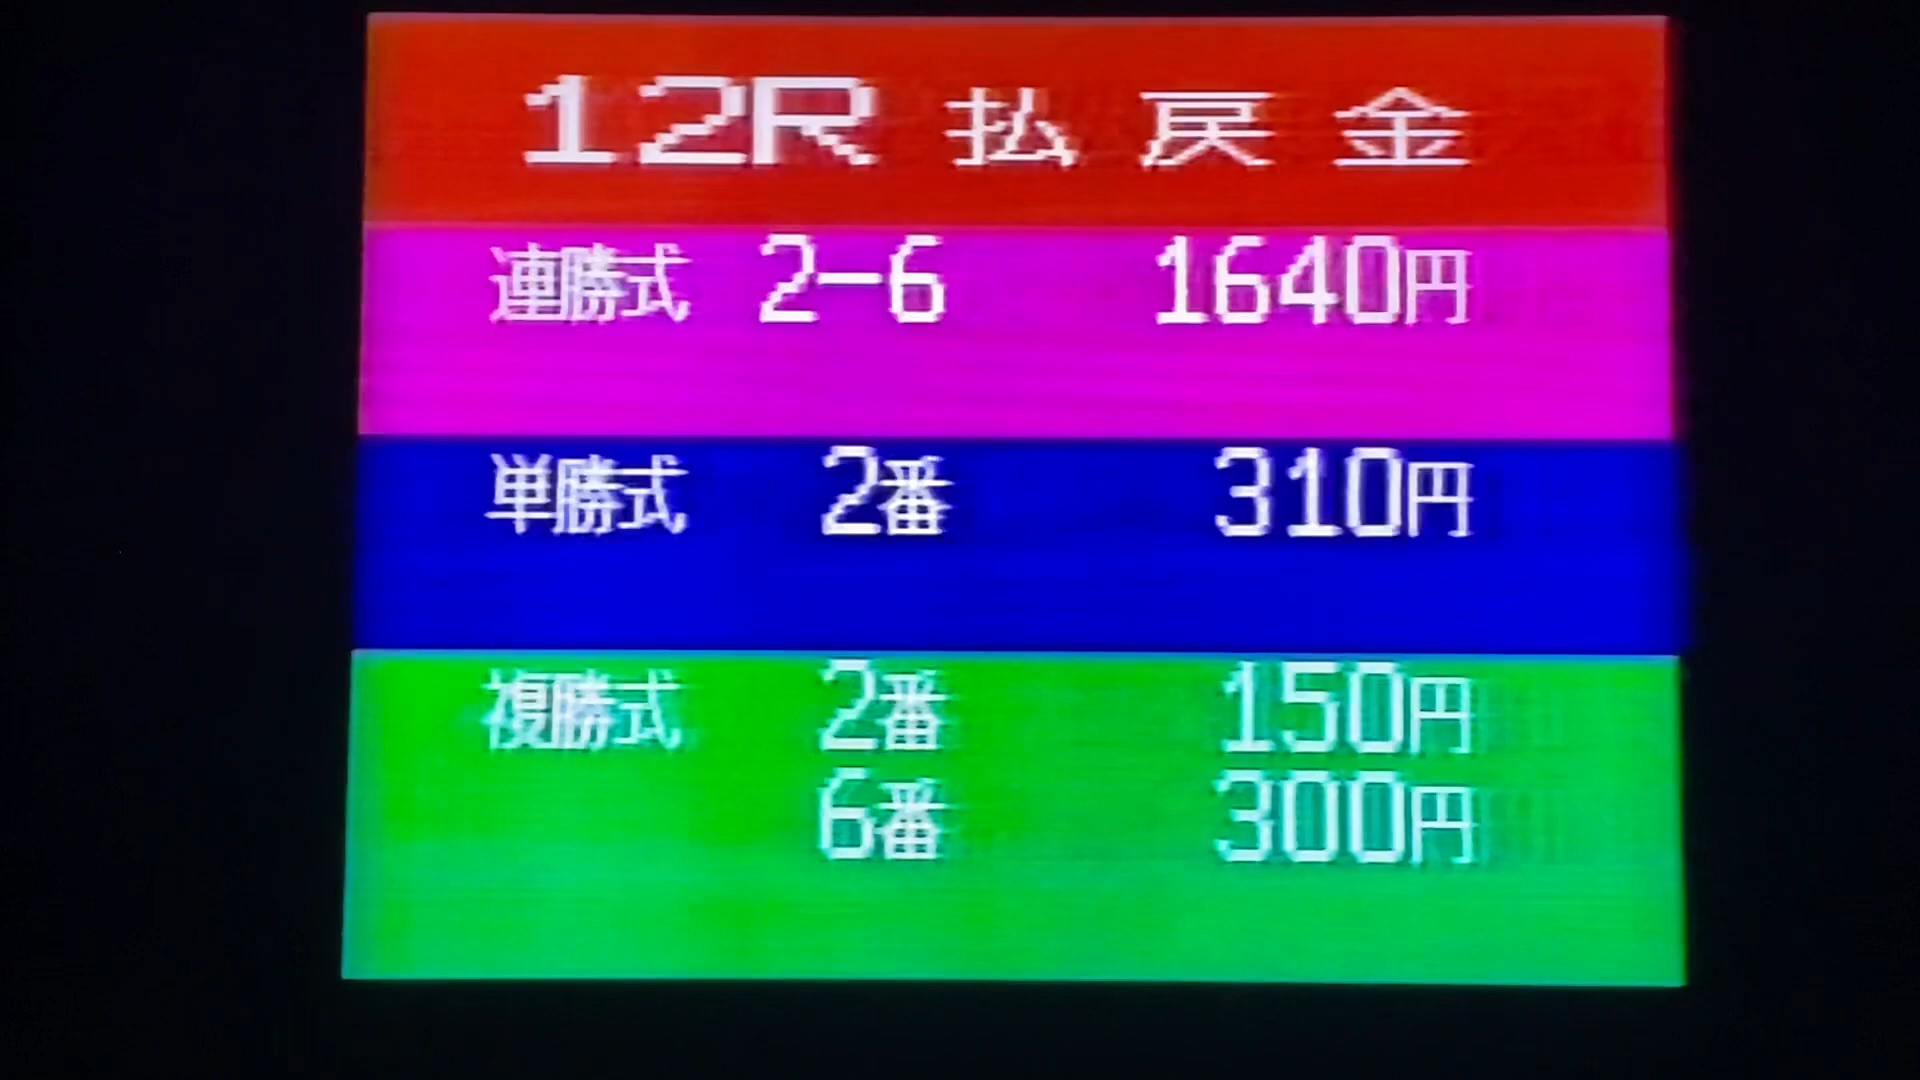 12R 払戻金
連勝式 2-6 1640円
単勝式 2番 310円
複勝式 2番 150円
6番 300円